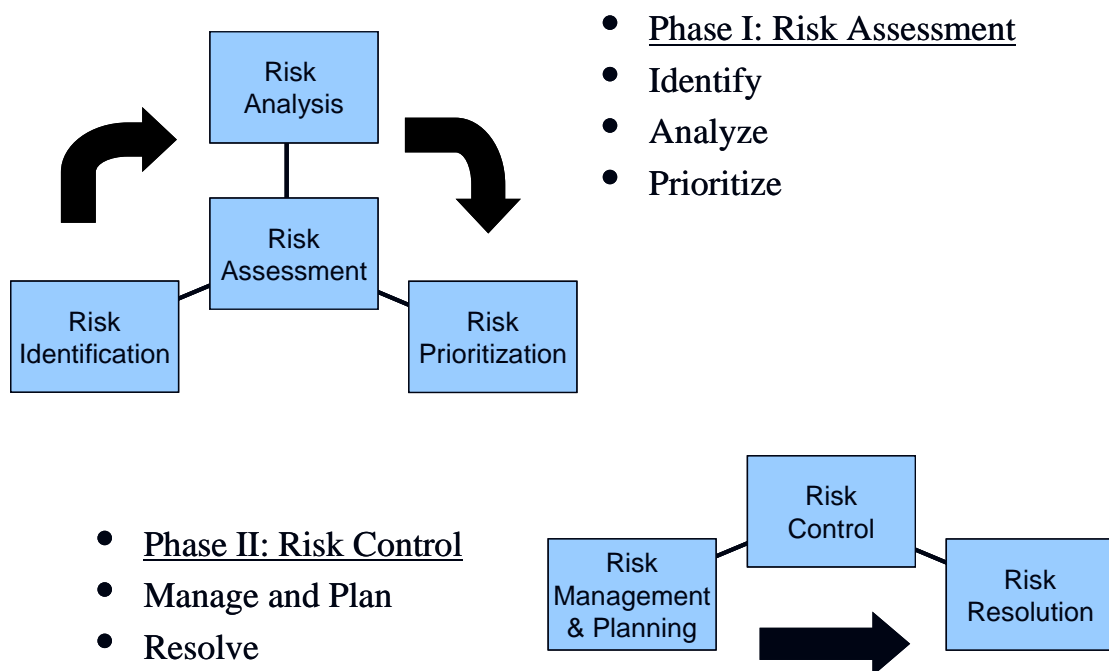 Risk
Analysis
Risk
Assessment
Risk
Identification
Risk
Prioritization
• Phase I: Risk Assessment
• Identify
• Analyze
• Prioritize
• Phase II: Risk Control
• Manage and Plan
• Resolve
Risk
Control
Risk
Management
& Planning
Risk
Resolution